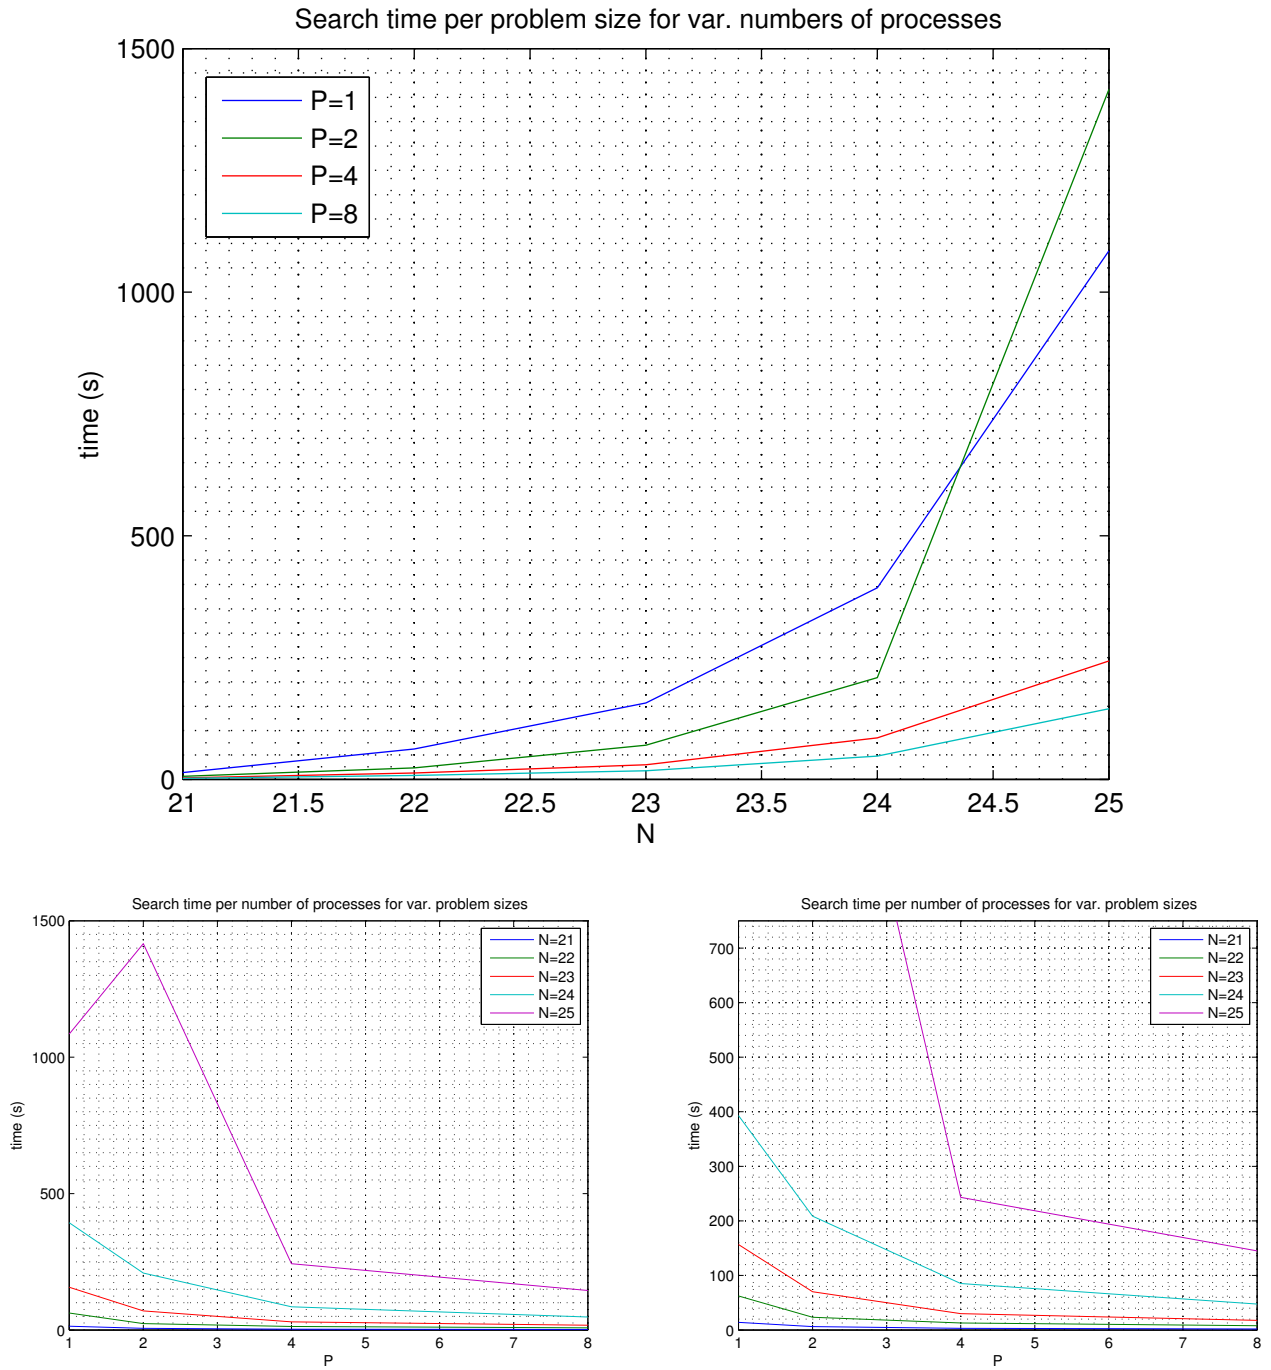 Search time per problem size for var. numbers of processes
1500
1000
500
0
time (s)
P=1
P=2
P=4
P=8
21 21.5 22 22.5 23 23.5 24 24.5 25
N
Search time per number of processes for var. problem sizes
1500
1000
500
0
time (s)
N=21
N=22
N=23
N=24
N=25
1 2 3 4 5 6 7 8
P
Search time per number of processes for var. problem sizes
700
600
500
400
300
200
100
0
time (s)
N=21
N=22
N=23
N=24
N=25
1 2 3 4 5 6 7 8
P